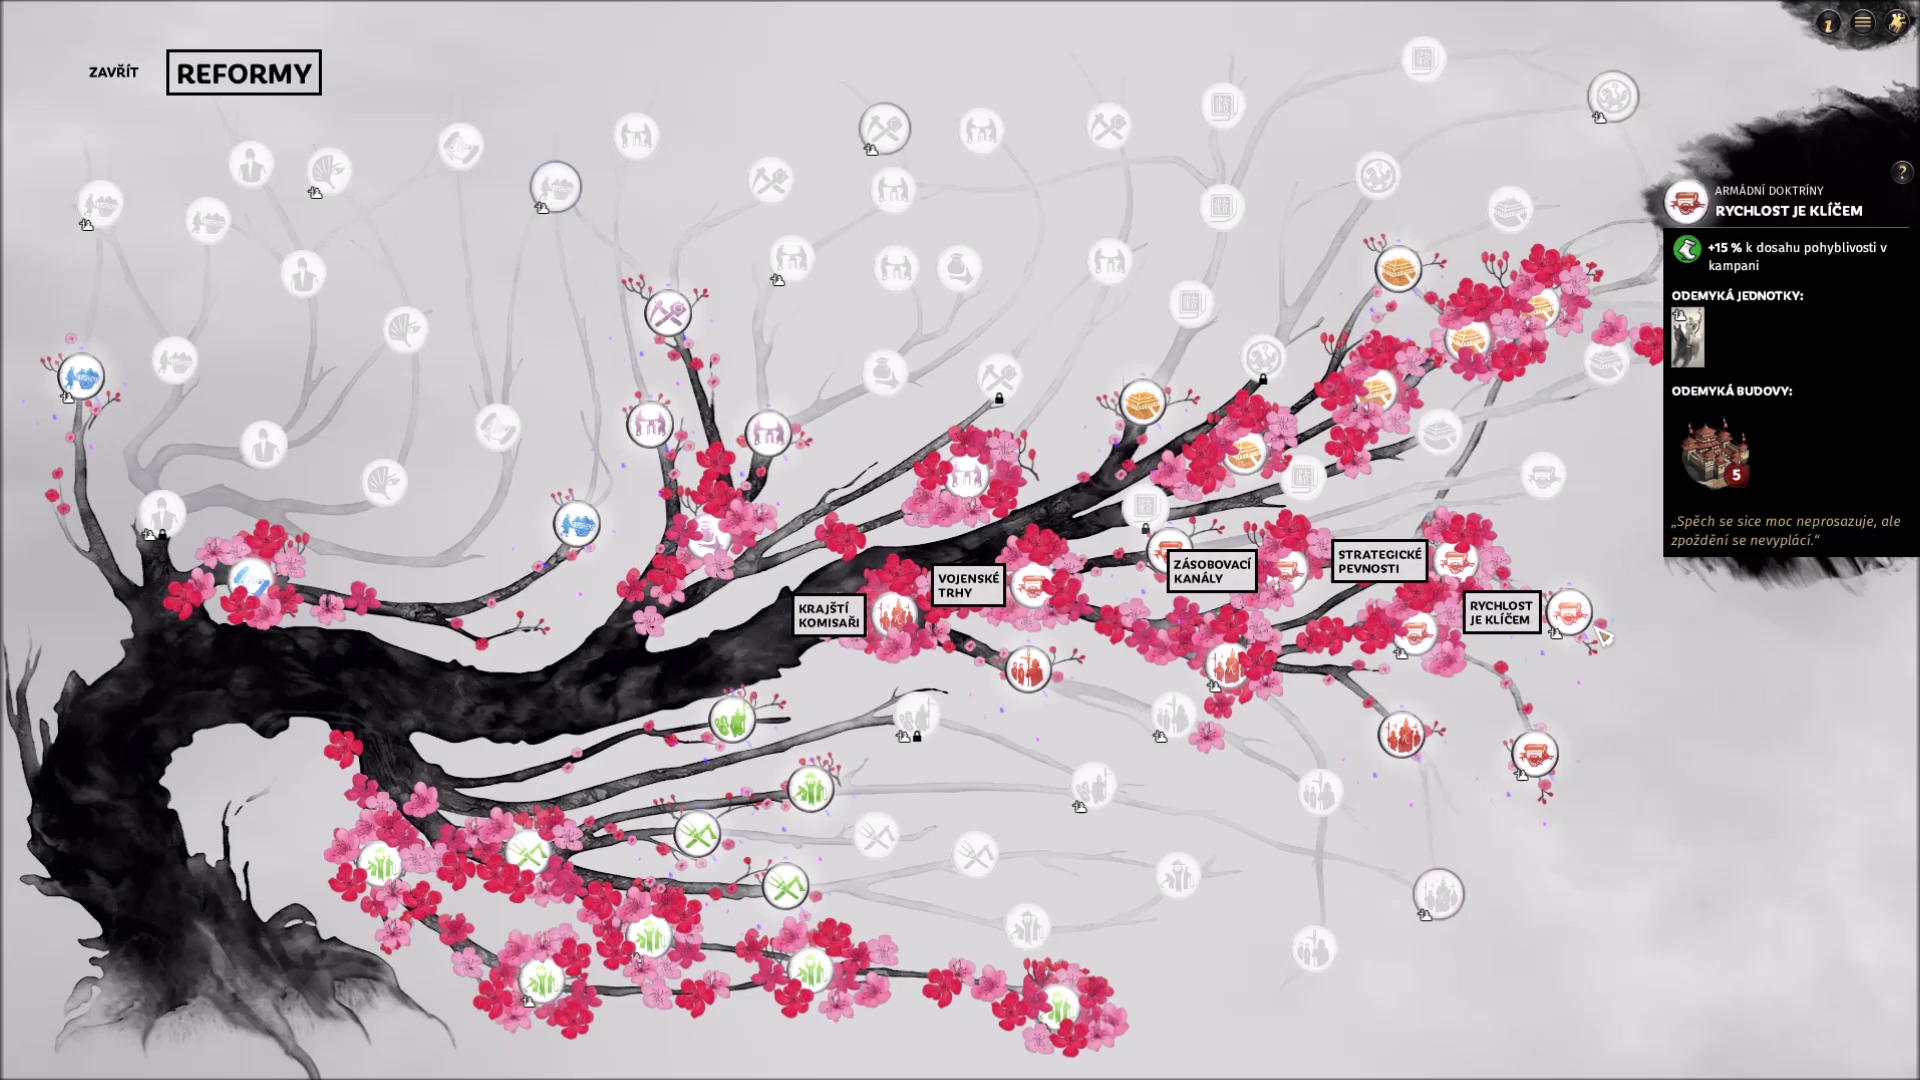 ZAVŘÍT
REFORMY
ARMÁDNÍ DOKTRÍNY
RYCHLOST JE KLÍČEM
?
+15 % k dosahu pohyblivosti v
kampani
ODEMYKÁ JEDNOTKY:
ODEMYKÁ BUDOVY:
5
„Spěch se sice moc neprosazuje, ale
zpoždění se nevyplácí.“
KRAJŠTÍ
KOMISAŘI
VOJENSKÉ
TRHY
ZÁSOBOVACÍ
KANÁLY
STRATEGICKÉ
PEVNOSTI
RYCHLOST
JE KLÍČEM